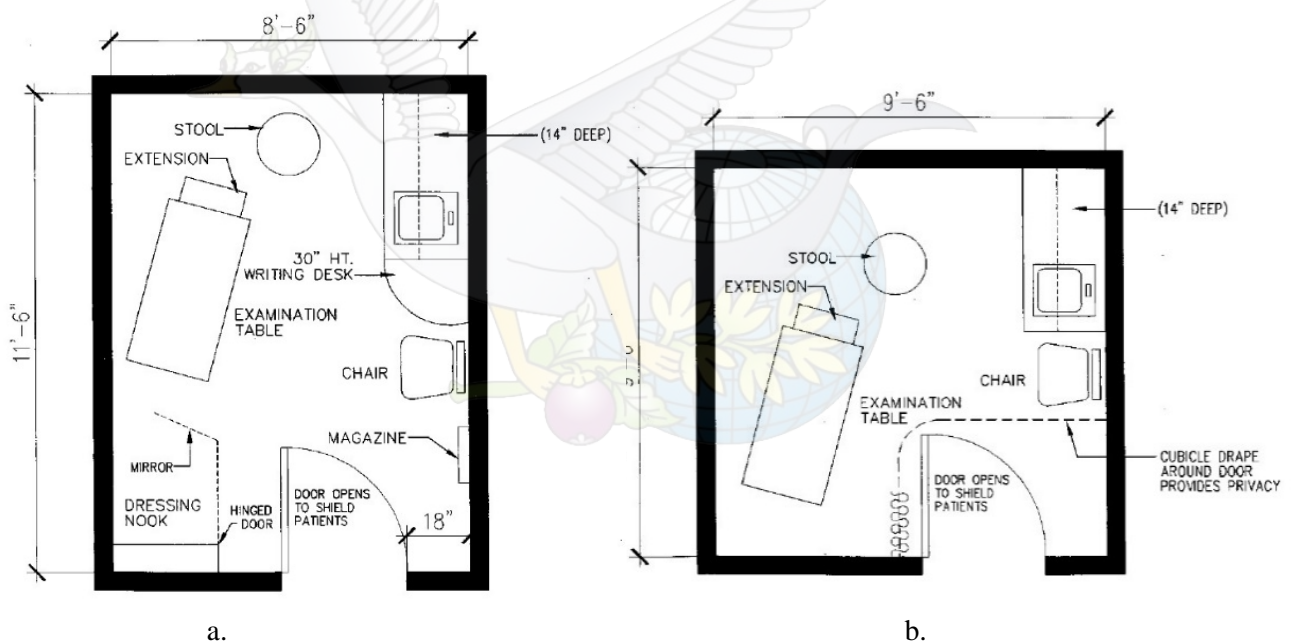 8'-6"
STOOL
EXTENSION
(14" DEEP)
30" HT.
WRITING DESK
11'-6"
EXAMINATION
TABLE
CHAIR
MAGAZINE
MIRROR
DRESSING
NOOK
HINGED
DOOR
DOOR OPENS
TO SHIELD
PATIENTS
18"
a.
9'-6"
(14" DEEP)
STOOL
EXTENSION
CHAIR
EXAMINATION
TABLE
CUBICLE DRAPE
AROUND DOOR
PROVIDES PRIVACY
DOOR OPENS
TO SHIELD
PATIENTS
b.